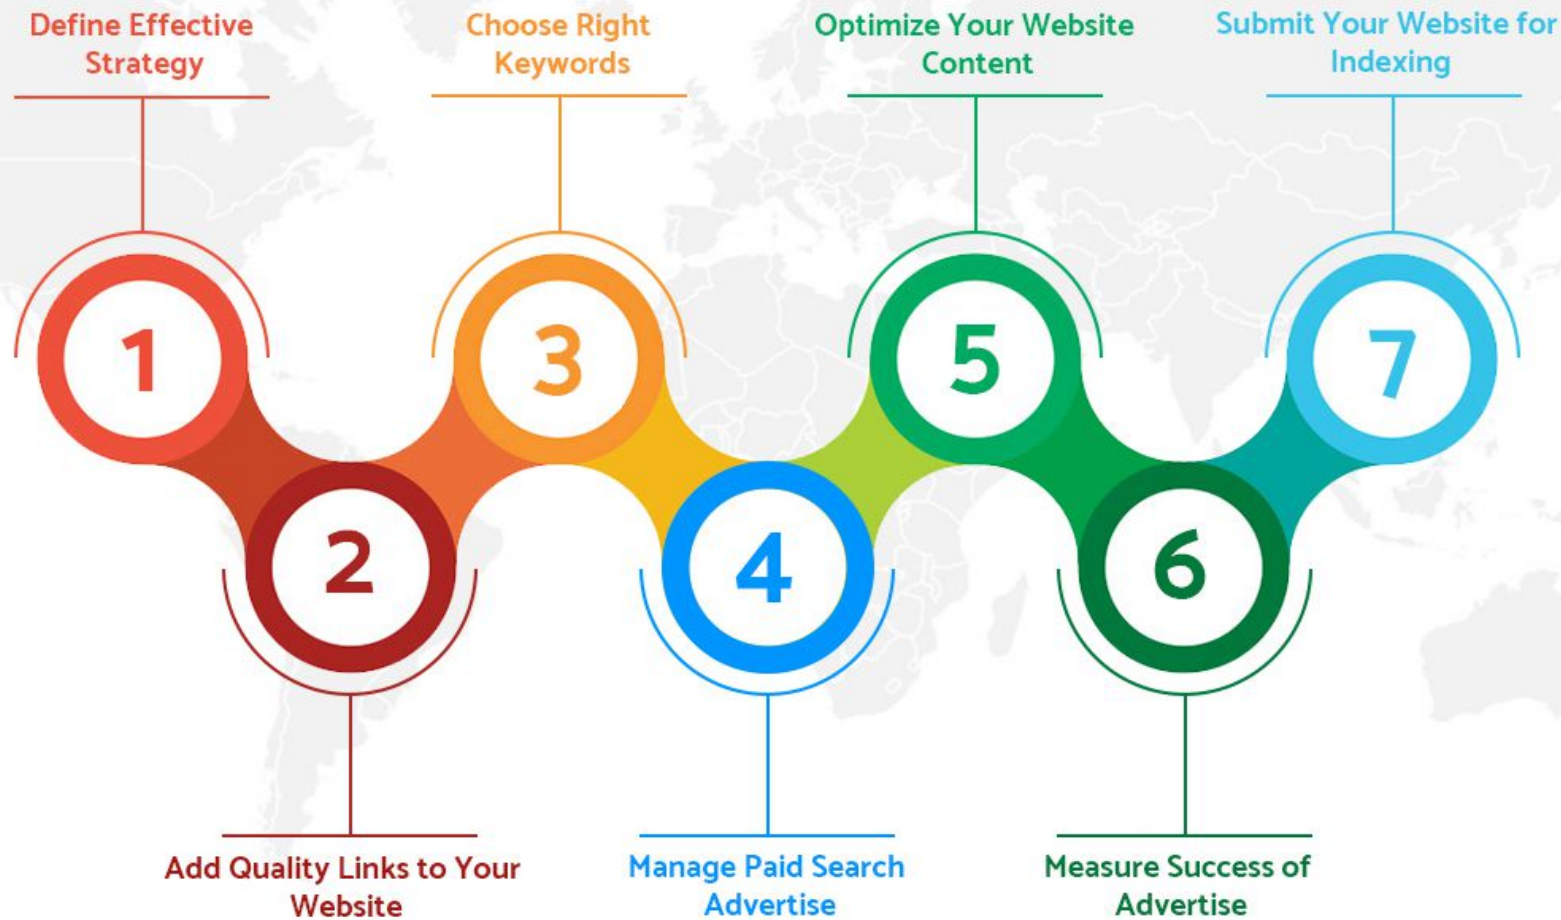 Define Effective
Strategy
Choose Right
Keywords
Optimize Your Website
Content
Submit Your Website for
Indexing
1
3
5
7
2
4
6
Add Quality Links to Your
Website
Manage Paid Search
Advertise
Measure Success of
Advertise